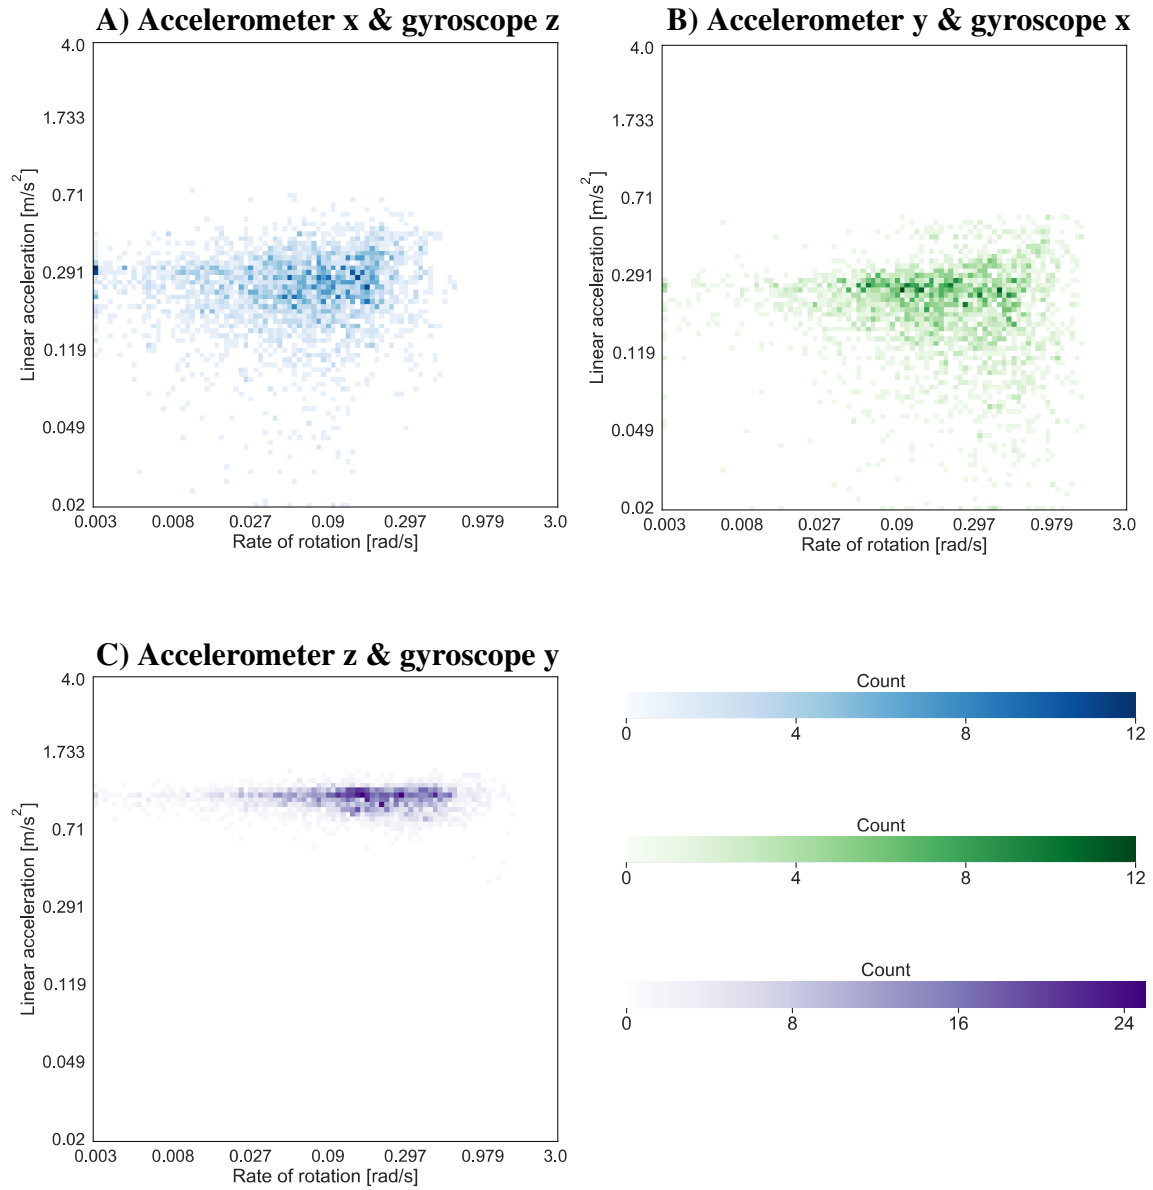 A) Accelerometer x & gyroscope z
4.0
1.733
0.71
0.291
0.119
0.049
0.02
Linear acceleration [m/s²]
0.003 0.008 0.027 0.09 0.297 0.979 3.0
Rate of rotation [rad/s]
B) Accelerometer y & gyroscope x
4.0
1.733
0.71
0.291
0.119
0.049
0.02
Linear acceleration [m/s²]
0.003 0.008 0.027 0.09 0.297 0.979 3.0
Rate of rotation [rad/s]
C) Accelerometer z & gyroscope y
4.0
1.733
0.71
0.291
0.119
0.049
0.02
Linear acceleration [m/s²]
0.003 0.008 0.027 0.09 0.297 0.979 3.0
Rate of rotation [rad/s]
Count
0 4 8 12
Count
0 4 8 12
Count
0 8 16 24